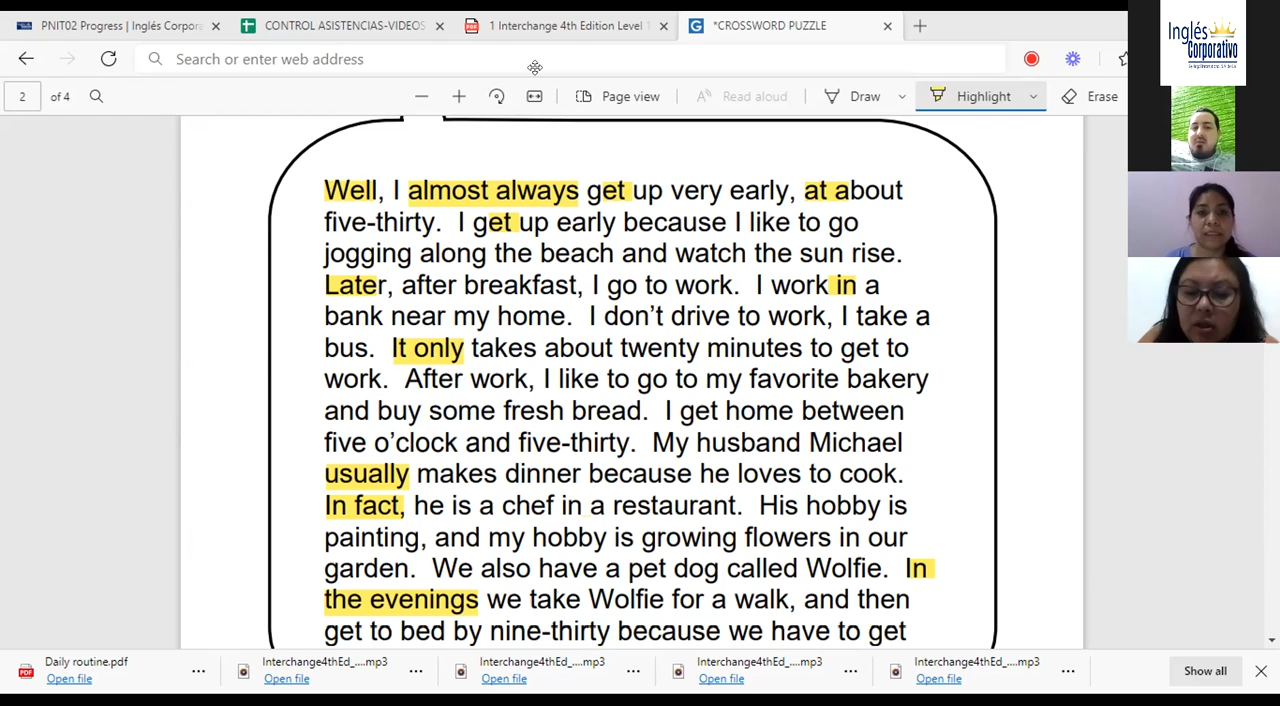 PNIT02 Progress | Inglés Corpora
CONTROL ASISTENCIAS-VIDEOS
1 Interchange 4th Edition Level 1
*CROSSWORD PUZZLE
Search or enter web address
2 of 4
Page view
Read aloud
Draw
Highlight
Erase
Inglés
Corporativo
Well, I almost always get up very early, at about
five-thirty. I get up early because I like to go
jogging along the beach and watch the sun rise.
Later, after breakfast, I go to work. I work in a
bank near my home. I don't drive to work, I take a
bus. It only takes about twenty minutes to get to
work. After work, I like to go to my favorite bakery
and buy some fresh bread. I get home between
five o'clock and five-thirty. My husband Michael
usually makes dinner because he loves to cook.
In fact, he is a chef in a restaurant. His hobby is
painting, and my hobby is growing flowers in our
garden. We also have a pet dog called Wolfie. In
the evenings we take Wolfie for a walk, and then
get to bed by nine-thirty because we have to get
Daily routine.pdf
Open file
Interchange4thEd_....mp3
Open file
Interchange4thEd_....mp3
Open file
Interchange4thEd_....mp3
Open file
Interchange4thEd_....mp3
Open file
Show all